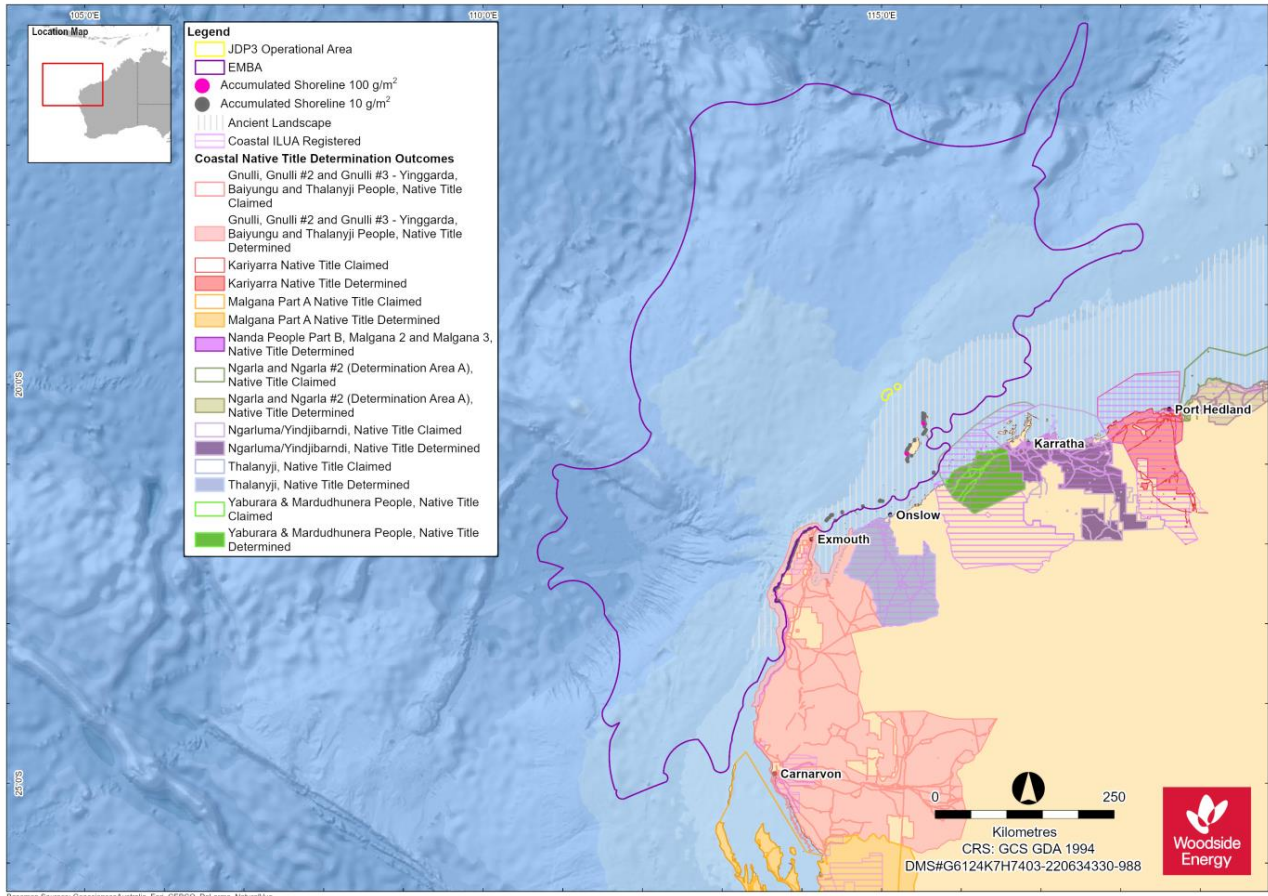 105°0'E
110°0'E
115°0'E
Location Map
Legend
JDP3 Operational Area
EMBA
Accumulated Shoreline 100 g/m²
Accumulated Shoreline 10 g/m²
Ancient Landscape
Coastal ILUA Registered
Coastal Native Title Determination Outcomes
Gnulli, Gnulli #2 and Gnulli #3 - Yinggarda,
Baiyungu and Thalanyji People, Native Title
Claimed
Gnulli, Gnulli #2 and Gnulli #3 - Yinggarda,
Baiyungu and Thalanyji People, Native Title
Determined
Kariyarra Native Title Claimed
Kariyarra Native Title Determined
Malgana Part A Native Title Claimed
Malgana Part A Native Title Determined
Nanda People Part B, Malgana 2 and Malgana 3,
Native Title Determined
Ngarla and Ngarla #2 (Determination Area A),
Native Title Claimed
Ngarla and Ngarla #2 (Determination Area A),
Native Title Determined
Ngarluma/Yindjibarndi, Native Title Claimed
Ngarluma/Yindjibarndi, Native Title Determined
Thalanyji, Native Title Claimed
Thalanyji, Native Title Determined
Yaburara & Mardudhunera People, Native Title
Claimed
Yaburara & Mardudhunera People, Native Title
Determined
20°0'S
Port Hedland
Karratha
Onslow
Exmouth
Carnarvon
25°0'S
0 250
Kilometres
CRS: GCS GDA 1994
DMS#G6124K7H7403-220634330-988
Woodside
Energy